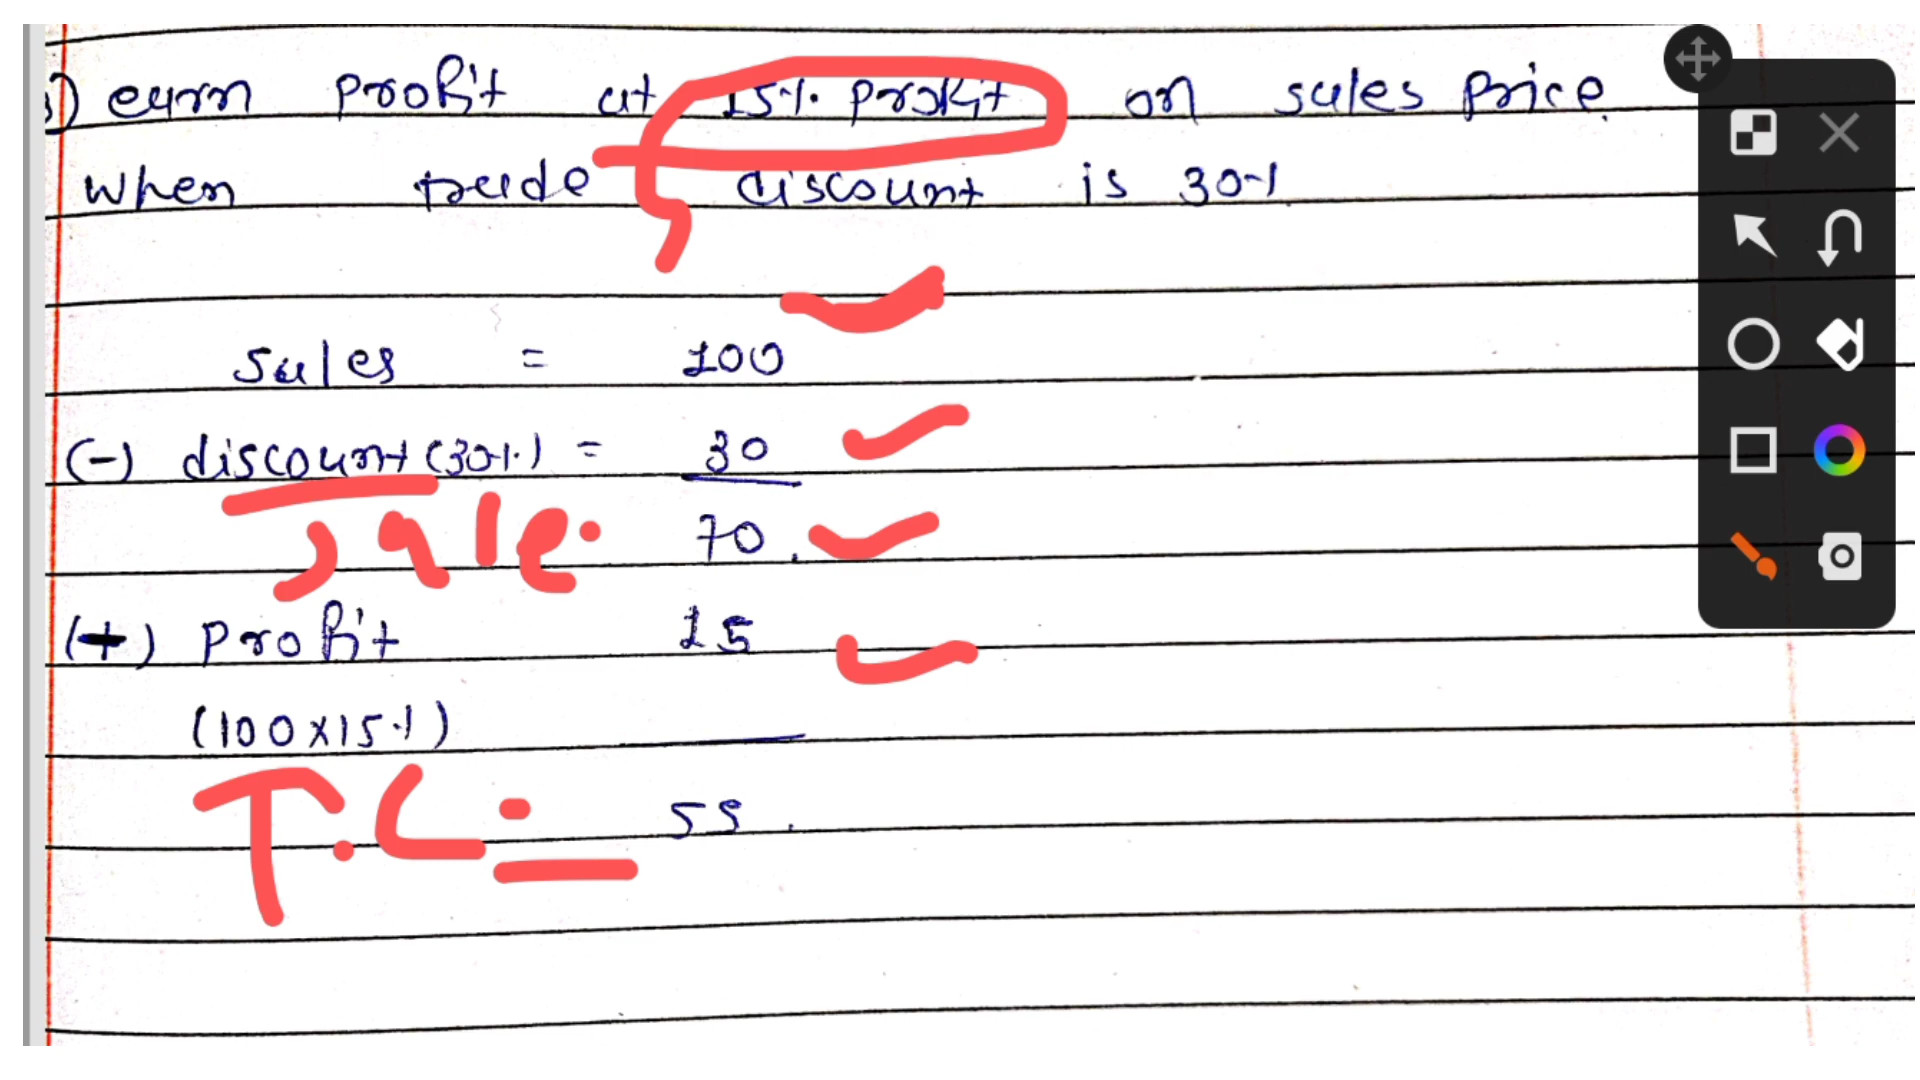 earn profit at 15% profit on sales price.
when trade discount is 30%
sales = 100
(-) discount (30%) = 30
sale. 70.
(+) profit 15
(100x15%)
T.C = 55.